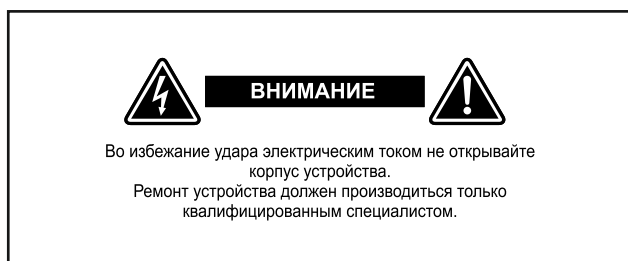 ВНИМАНИЕ
Во избежание удара электрическим током не открывайте
корпус устройства.
Ремонт устройства должен производиться только
квалифицированным специалистом.